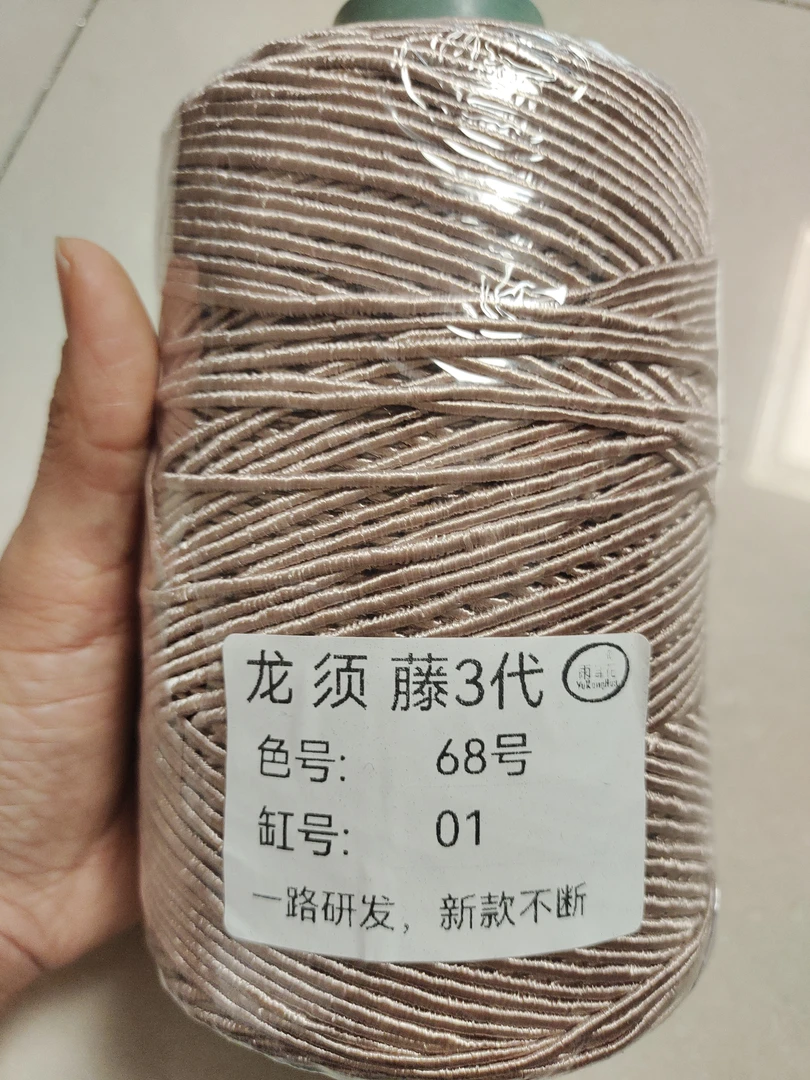 龙须 藤3代
色号: 68号
缸号: 01
一路研发，新款不断